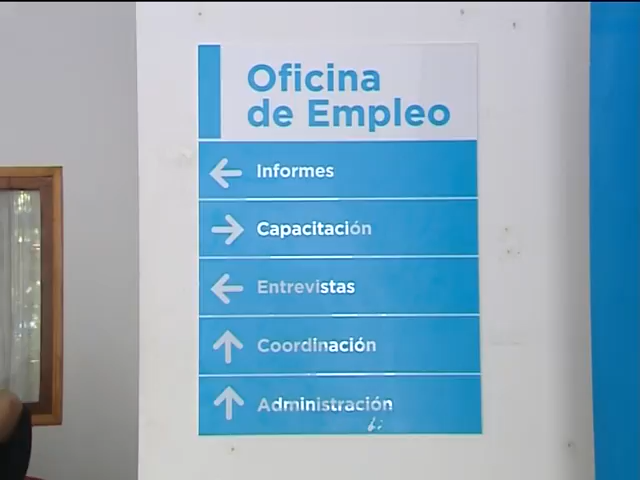 Oficina
de Empleo
Informes
Capacitación
Entrevistas
Coordinación
Administración